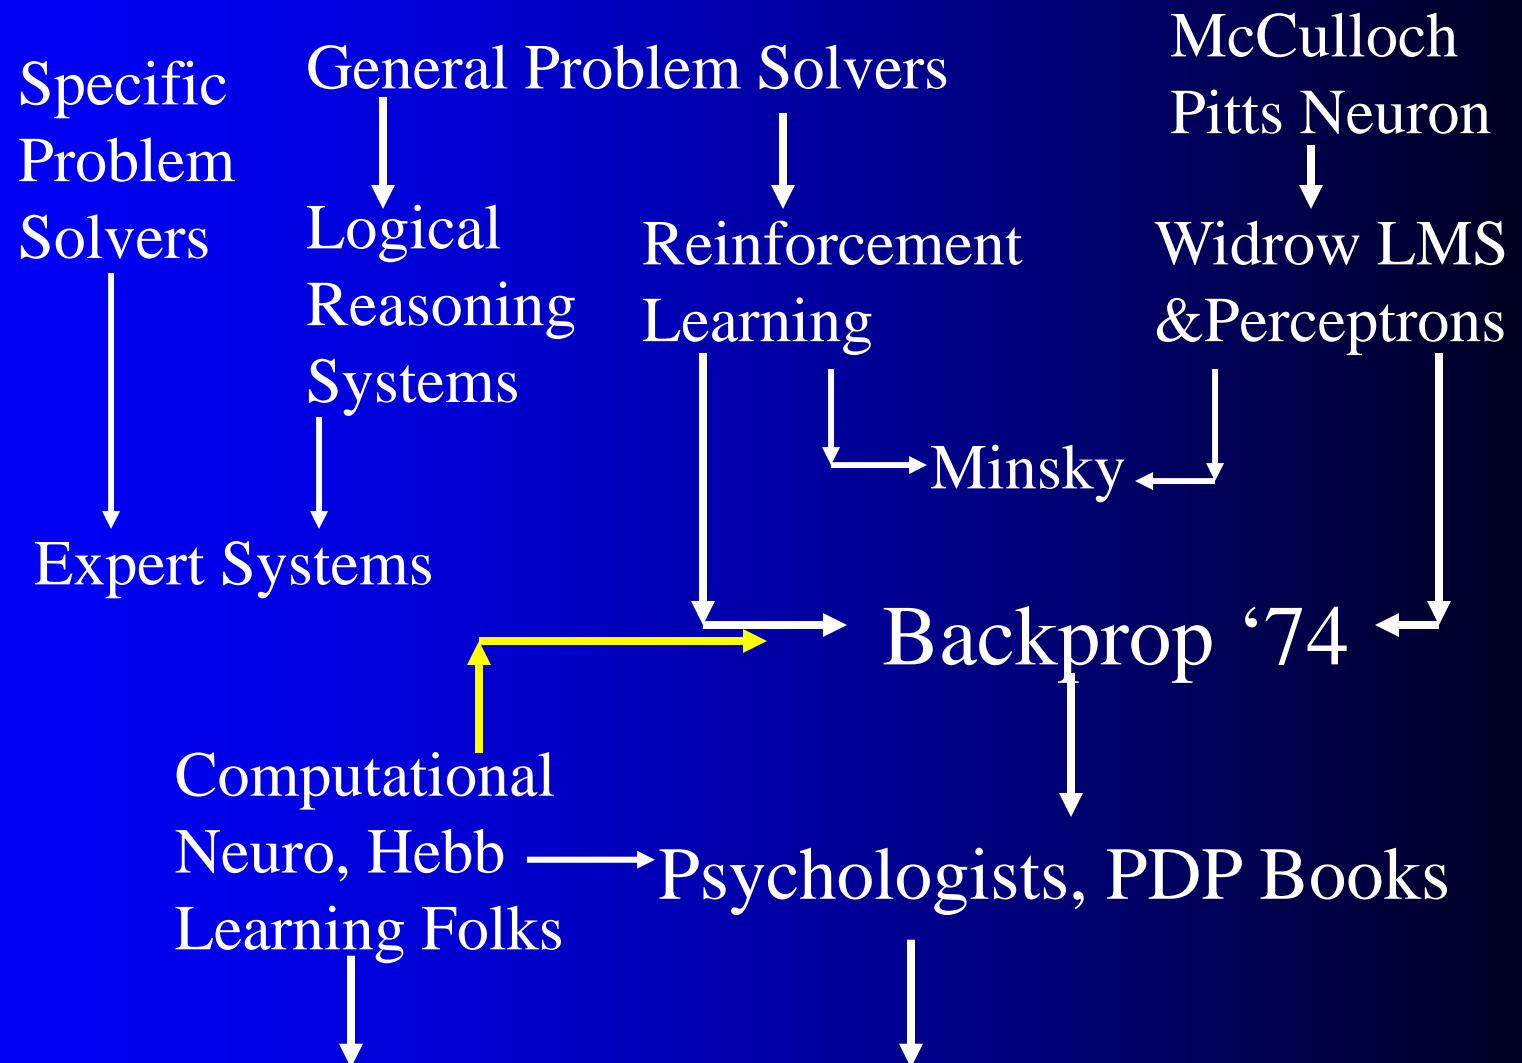 Specific
Problem
Solvers
General Problem Solvers
McCulloch
Pitts Neuron
Logical
Reasoning
Systems
Reinforcement
Learning
Widrow LMS
&Perceptrons
Minsky
Expert Systems
Backprop ‘74
Computational
Neuro, Hebb
Learning Folks
Psychologists, PDP Books